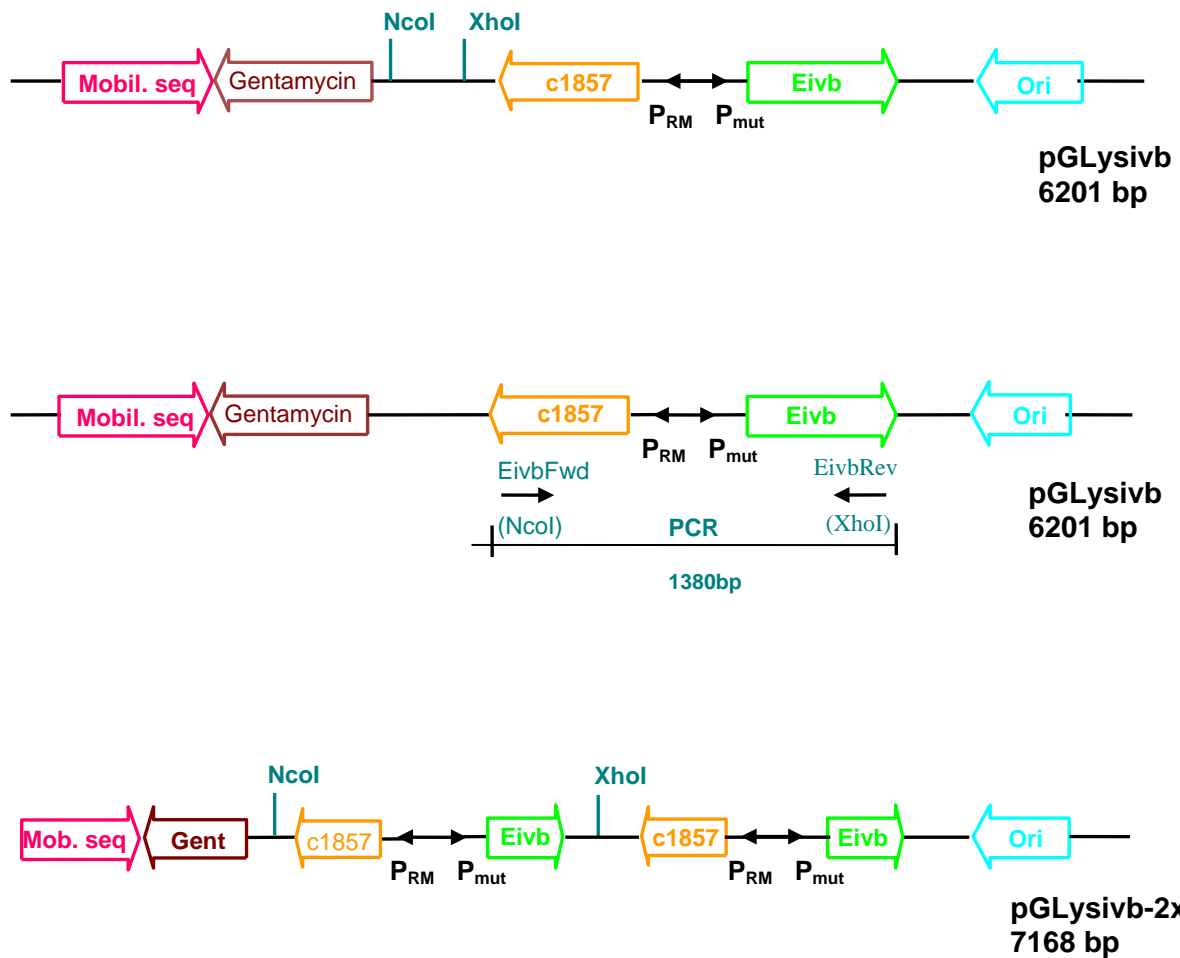 NcoI XhoI
Mobil. seq Gentamycin c1857 Eivb Ori
PRM Pmut
pGLysivb
6201 bp
Mobil. seq Gentamycin c1857 Eivb Ori
PRM Pmut
EivbFwd EivbRev
(NcoI) PCR (XhoI)
1380bp
pGLysivb
6201 bp
NcoI XhoI
Mob. seq Gent c1857 Eivb c1857 Eivb Ori
PRM Pmut PRM Pmut
pGLysivb-2x
7168 bp